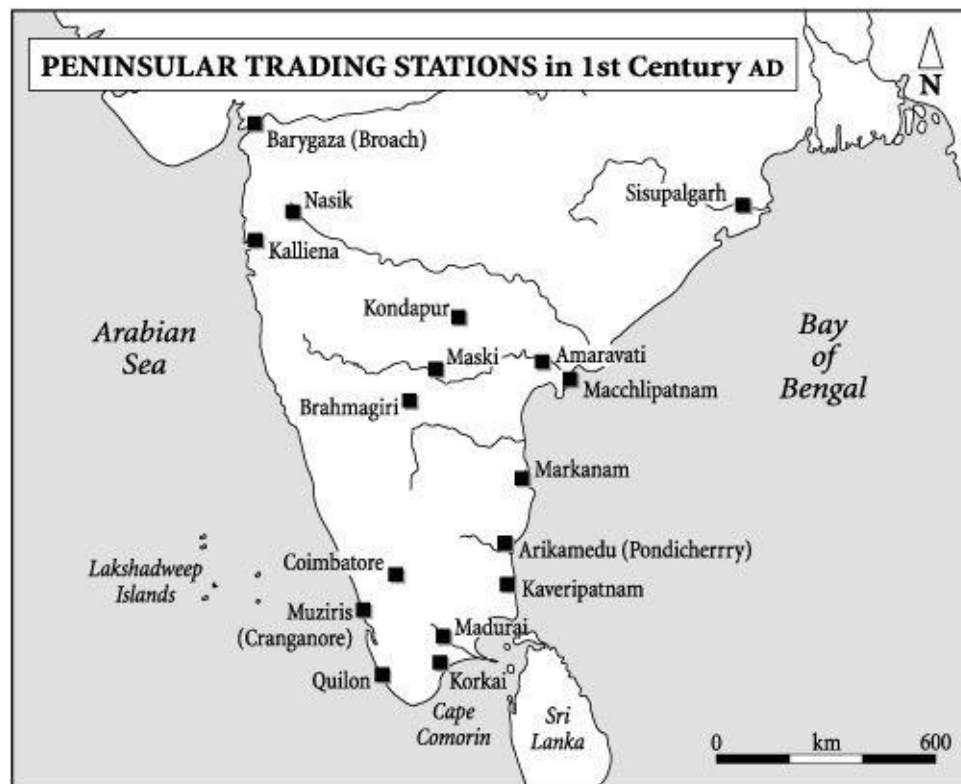 PENINSULAR TRADING STATIONS in 1st Century AD
N
Barygaza (Broach)
Nasik
Sisupalgarh
Kalliena
Kondapur
Arabian
Sea
Bay
of
Bengal
Maski
Amaravati
Macchlipatnam
Brahmagiri
Markanam
Arikamedu (Pondicherrry)
Lakshadweep
Islands
Coimbatore
Kaveripatnam
Muziris
(Cranganore)
Madurai
Quilon
Korkai
Cape
Comorin
Sri
Lanka
0 km 600